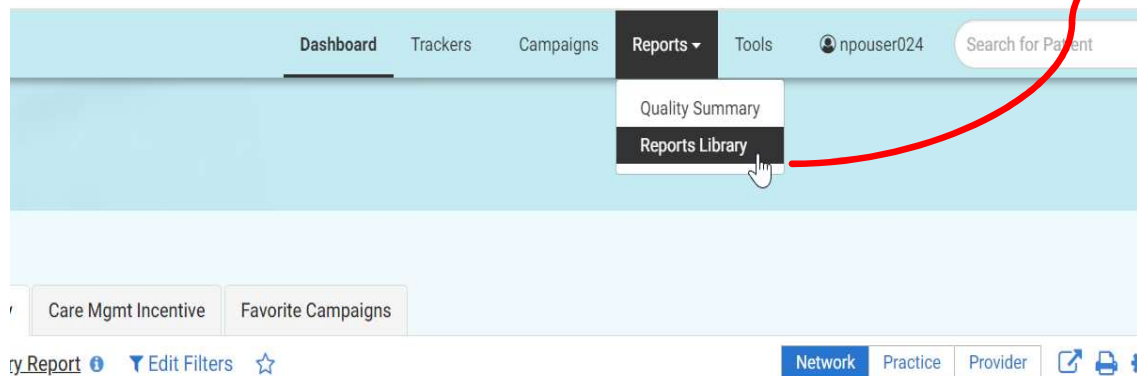 Dashboard Trackers Campaigns Reports Tools npouser024 Search for Patient
Quality Summary
Reports Library
Care Mgmt Incentive Favorite Campaigns
Report Edit Filters Network Practice Provider